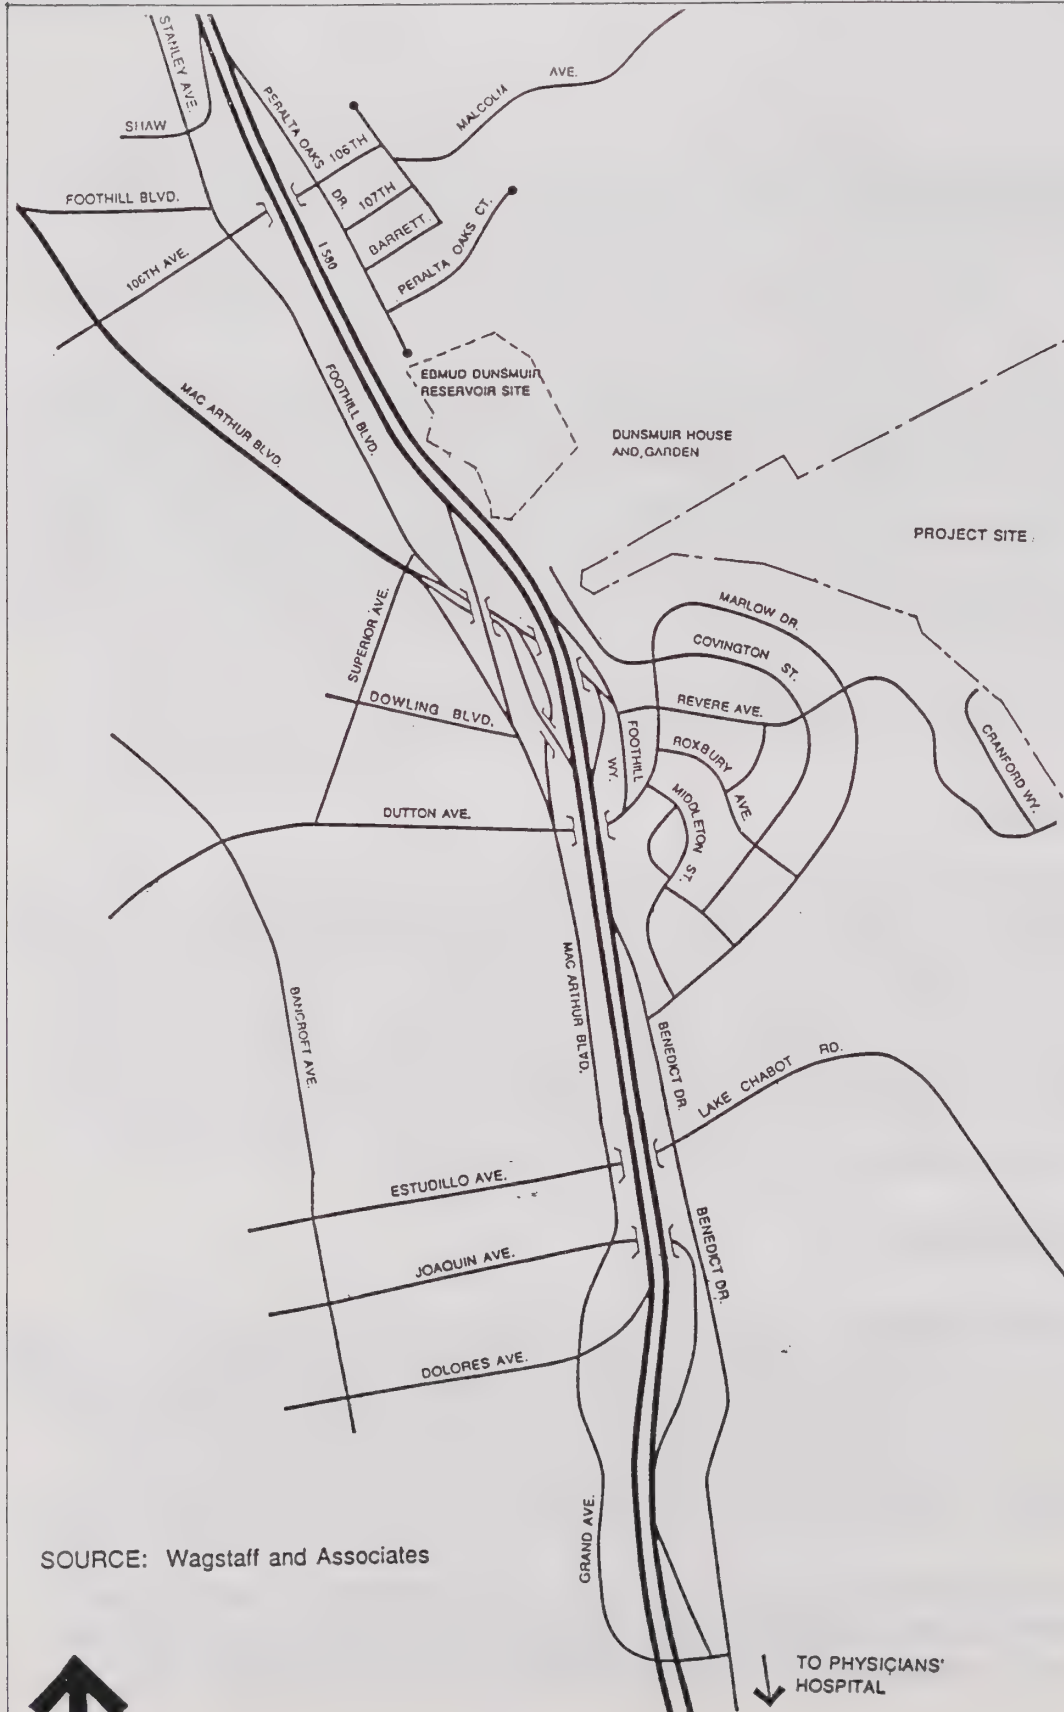 STANLEY AVE.
SHAW
PERALTA OAKS
DR.
106TH
107TH
BARRETT
MALCOLM AVE.
PERALTA OAKS CT.
FOOTHILL BLVD.
106TH AVE.
I 580
MAC ARTHUR BLVD.
FOOTHILL BLVD.
EBMUD DUNSMUIR
RESERVOIR SITE
DUNSMUIR HOUSE
AND GARDEN
PROJECT SITE
SUPERIOR AVE.
DOWLING BLVD.
MARLOW DR.
COVINGTON ST.
REVERE AVE.
ROXBURY AVE.
FOOTHILL
WY.
MIDDLETON ST.
CRANFORD WY.
DUTTON AVE.
BANCROFT AVE.
MAC ARTHUR BLVD.
BENEDICT DR.
LAKE CHABOT RD.
ESTUDILLO AVE.
JOAQUIN AVE.
BENEDICT DR.
DOLORES AVE.
GRAND AVE.
SOURCE: Wagstaff and Associates
TO PHYSICIANS'
HOSPITAL